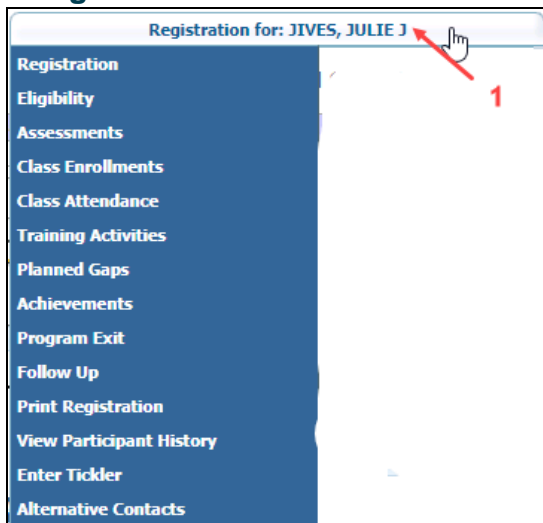 Registration for: JIVES, JULIE J
1
Registration
Eligibility
Assessments
Class Enrollments
Class Attendance
Training Activities
Planned Gaps
Achievements
Program Exit
Follow Up
Print Registration
View Participant History
Enter Tickler
Alternative Contacts